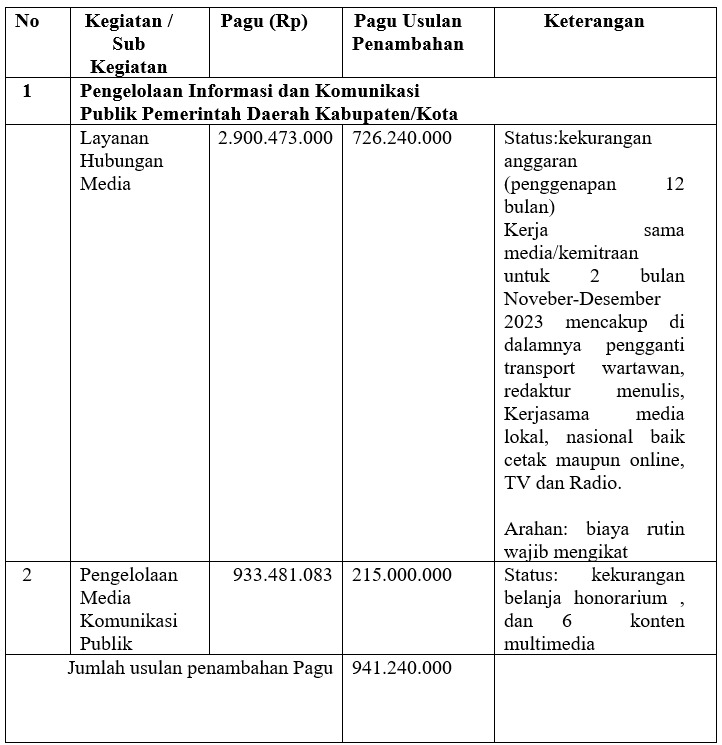 No Kegiatan / Pagu (Rp) Pagu Usulan Keterangan
Sub Penambahan
Kegiatan
1 Pengelolaan Informasi dan Komunikasi
Publik Pemerintah Daerah Kabupaten/Kota
Layanan 2.900.473.000 726.240.000 Status:kekurangan
Hubungan anggaran
Media (penggenapan 12
bulan)
Kerja sama
media/kemitraan
untuk 2 bulan
Noveber-Desember
2023 mencakup di
dalamnya pengganti
transport wartawan,
redaktur menulis,
Kerjasama media
lokal, nasional baik
cetak maupun online,
TV dan Radio.
Arahan: biaya rutin
wajib mengikat
2 Pengelolaan 933.481.083 215.000.000 Status: kekurangan
Media belanja honorarium ,
Komunikasi dan 6 konten
Publik multimedia
Jumlah usulan penambahan Pagu 941.240.000